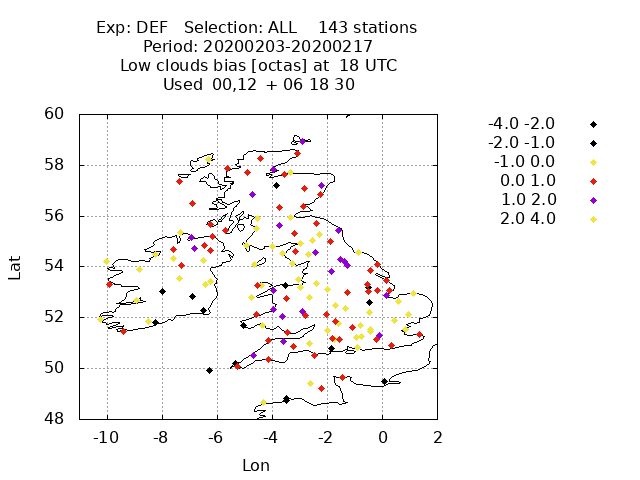 Exp: DEF Selection: ALL 143 stations
Period: 20200203-20200217
Low clouds bias [octas] at 18 UTC
Used 00,12 + 06 18 30
60
58
56
54
52
50
48
Lat
-10 -8 -6 -4 -2 0 2
Lon
-4.0 -2.0
-2.0 -1.0
-1.0 0.0
0.0 1.0
1.0 2.0
2.0 4.0